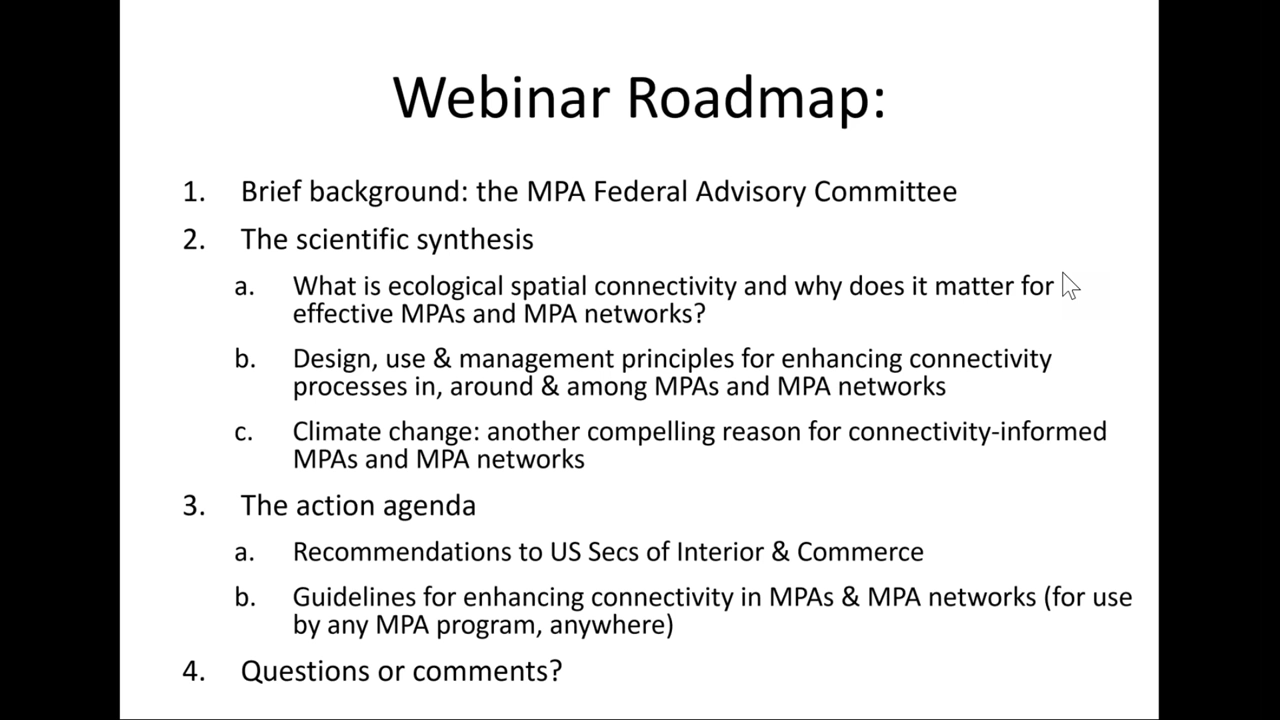 Webinar Roadmap:
1. Brief background: the MPA Federal Advisory Committee
2. The scientific synthesis
a. What is ecological spatial connectivity and why does it matter for
effective MPAs and MPA networks?
b. Design, use & management principles for enhancing connectivity
processes in, around & among MPAs and MPA networks
c. Climate change: another compelling reason for connectivity-informed
MPAs and MPA networks
3. The action agenda
a. Recommendations to US Secs of Interior & Commerce
b. Guidelines for enhancing connectivity in MPAs & MPA networks (for use
by any MPA program, anywhere)
4. Questions or comments?